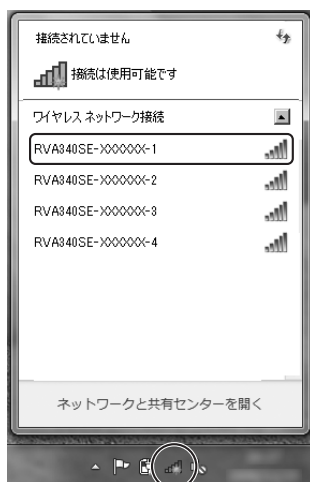 接続されていません
接続は使用可能です
ワイヤレス ネットワーク接続
RVA340SE-XXXXXX-1
RVA340SE-XXXXXX-2
RVA340SE-XXXXXX-3
RVA340SE-XXXXXX-4
ネットワークと共有センターを開く